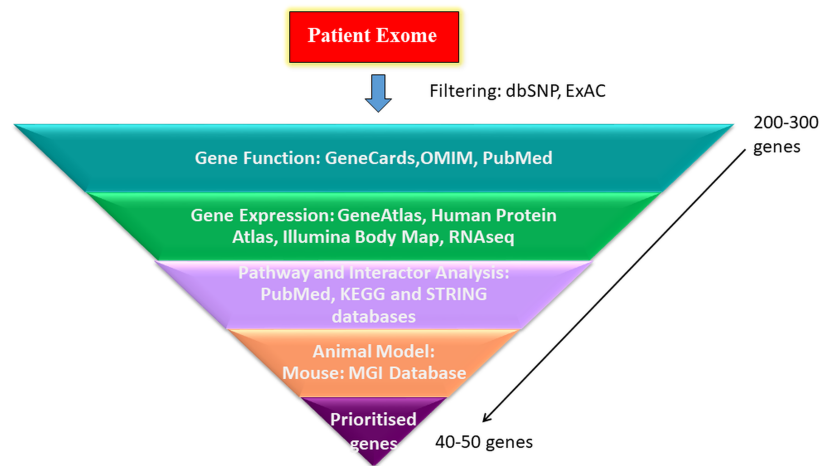 Patient Exome
Filtering: dbSNP, ExAC
200-300
genes
Gene Function: GeneCards,OMIM, PubMed
Gene Expression: GeneAtlas, Human Protein
Atlas, Illumina Body Map, RNAseq
Pathway and Interactor Analysis:
PubMed, KEGG and STRING
databases
Animal Model:
Mouse: MGI Database
Prioritised
genes
40-50 genes